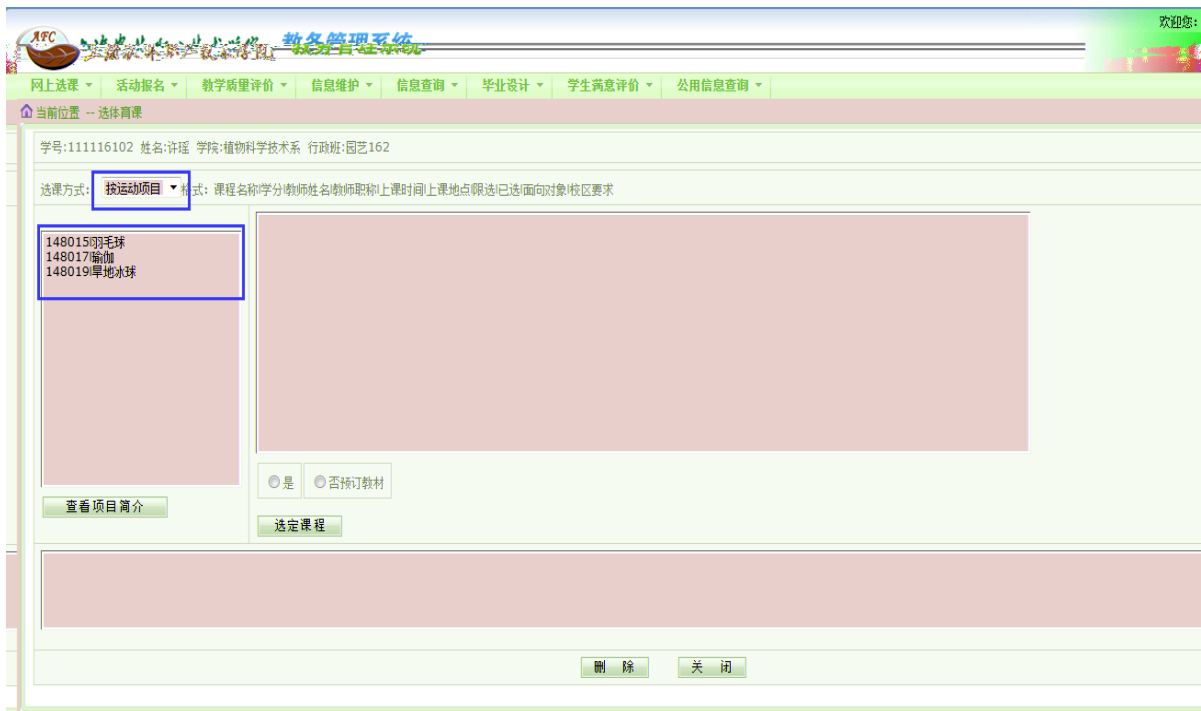 欢迎您:
AFC
教务管理系统
网上选课 活动报名 教学质量评价 信息维护 信息查询 毕业设计 学生满意评价 公用信息查询
当前位置 -- 选体育课
学号:111116102 姓名:许瑶 学院:植物科学技术系 行政班:园艺162
选课方式: 按运动项目 格式: 课程名称|学分|教师姓名|教师职称|上课时间|上课地点|限选|已选|面向对象|校区要求
148015|羽毛球
148017|瑜伽
148019|旱地冰球
是 否预订教材
查看项目简介
选定课程
删 除 关 闭